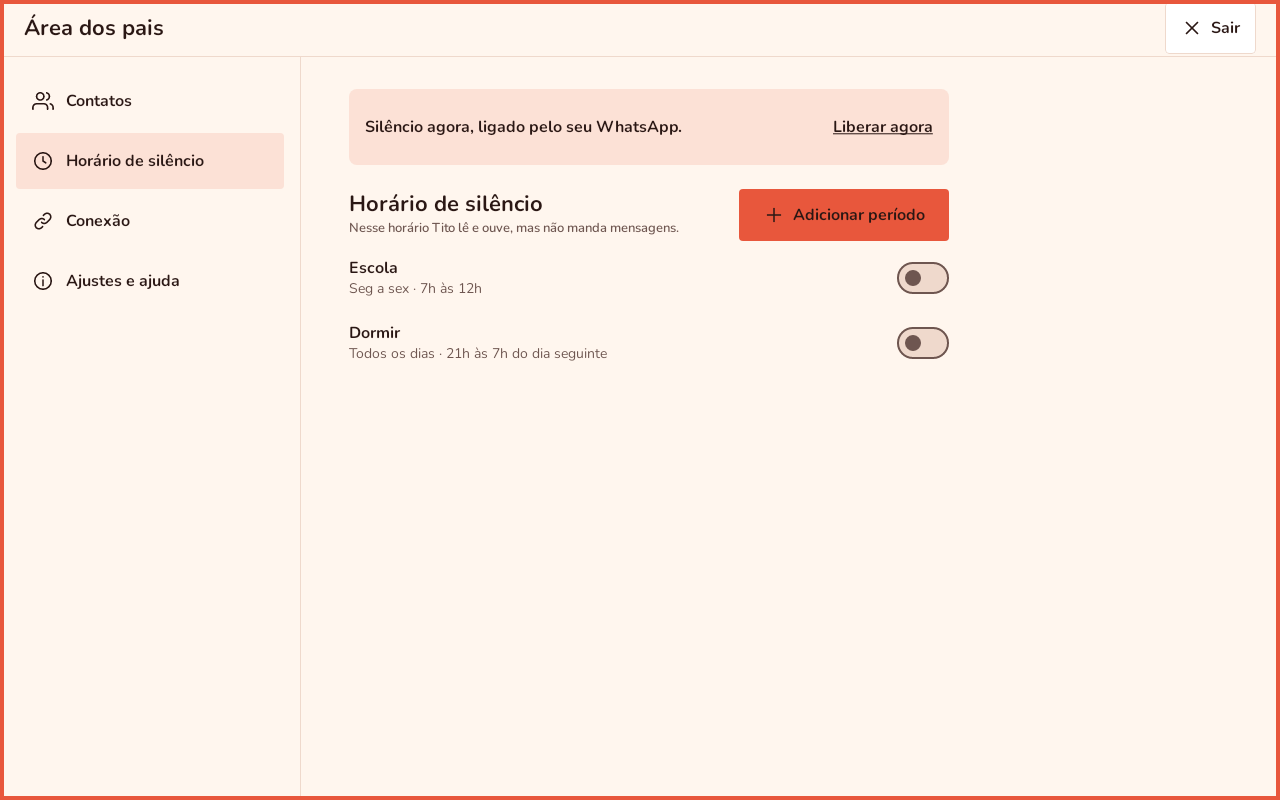 Área dos pais
Sair
Contatos
Horário de silêncio
Conexão
Ajustes e ajuda
Silêncio agora, ligado pelo seu WhatsApp.
Liberar agora
Horário de silêncio
Nesse horário Tito lê e ouve, mas não manda mensagens.
Adicionar período
Escola
Seg a sex · 7h às 12h
Dormir
Todos os dias · 21h às 7h do dia seguinte